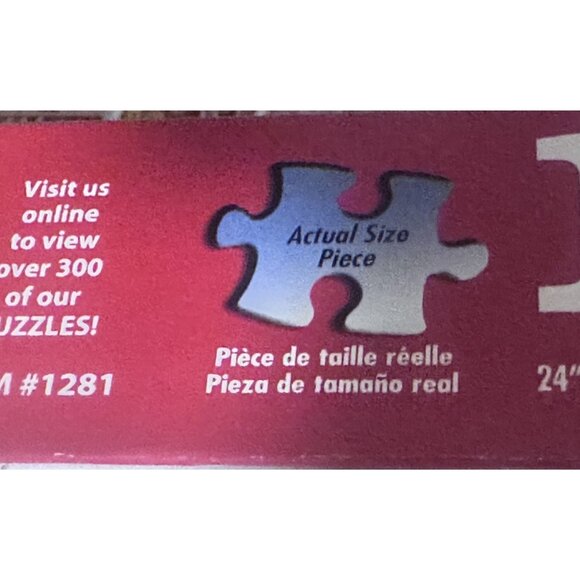 Visit us
online
to view
over 300
of our
PUZZLES!
#1281
Actual Size
Piece
Pièce de taille réelle
Pieza de tamaño real
24"